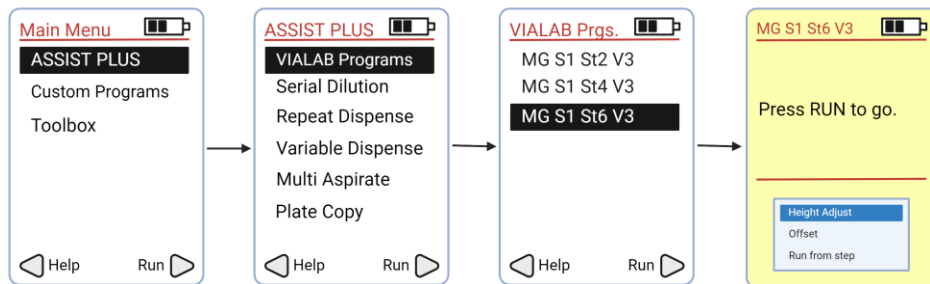 Main Menu
ASSIST PLUS
Custom Programs
Toolbox
Help Run
ASSIST PLUS
VIALAB Programs
Serial Dilution
Repeat Dispense
Variable Dispense
Multi Aspirate
Plate Copy
Help Run
VIALAB Prgs.
MG S1 St2 V3
MG S1 St4 V3
MG S1 St6 V3
Help Run
MG S1 St6 V3
Press RUN to go.
Height Adjust
Offset
Run from step